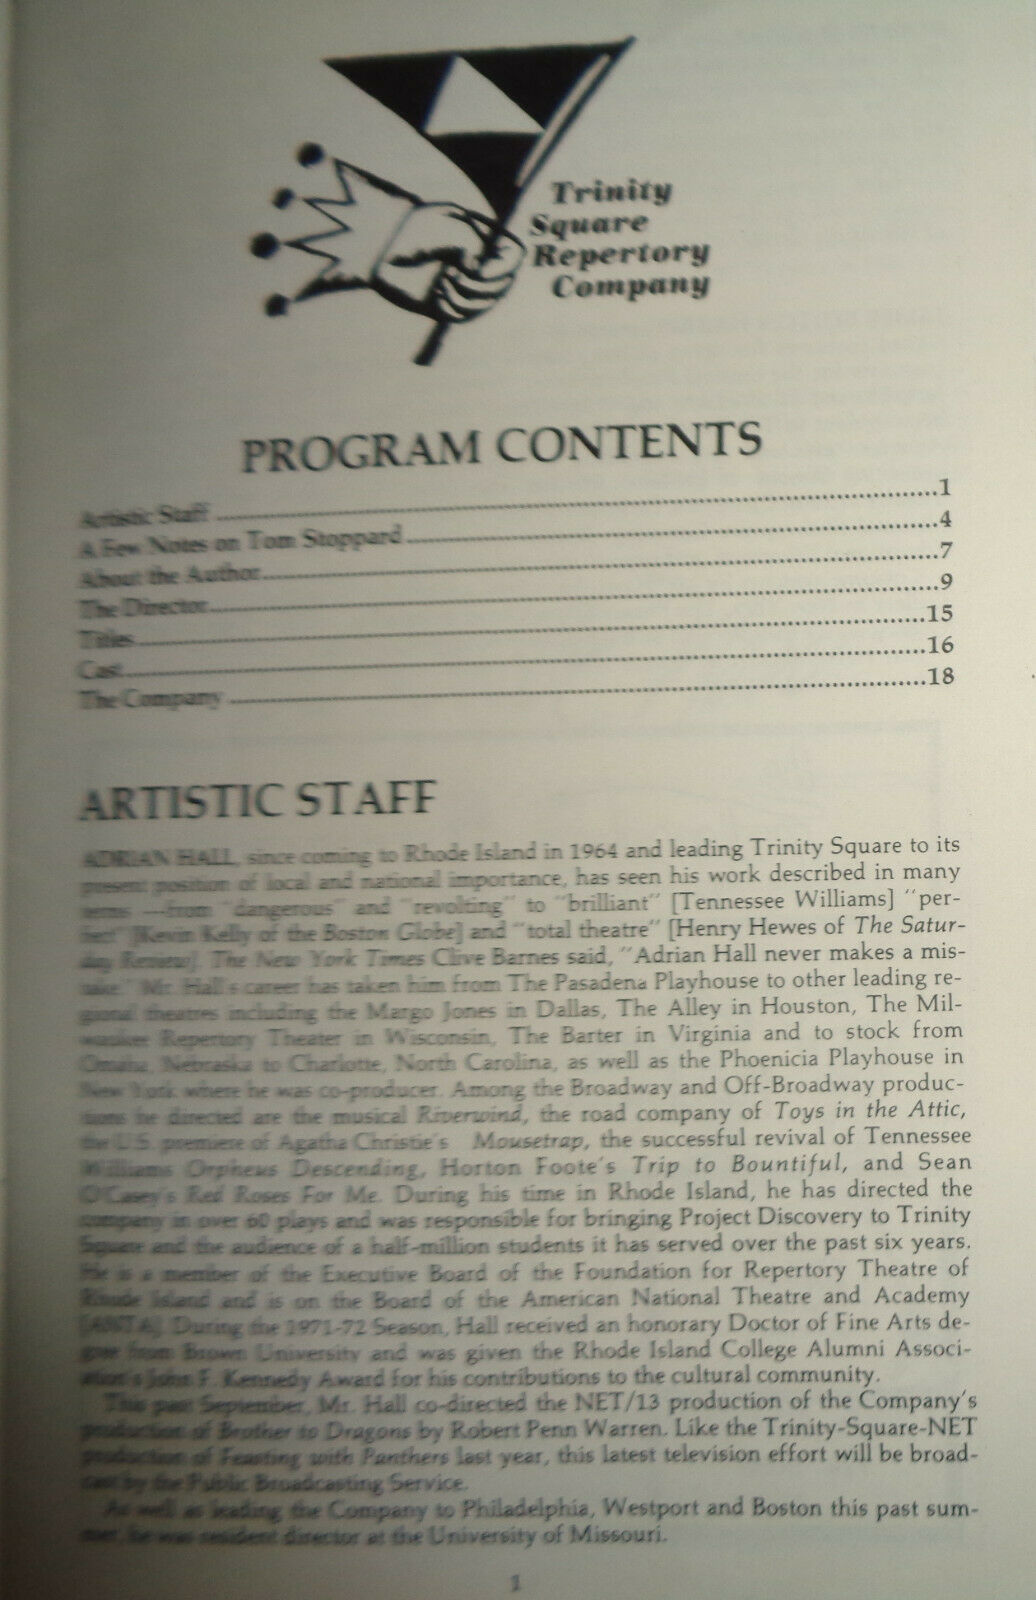 Trinity
Square
Repertory
Company
PROGRAM CONTENTS
Artistic Staff ........ 1
A Few Notes on Tom Stoppard ........ 4
About the Author ........ 7
The Director ........ 9
Titles ........ 15
Cast ........ 16
The Company ........ 18
ARTISTIC STAFF
ADRIAN HALL, since coming to Rhode Island in 1964 and leading Trinity Square to its
present position of local and national importance, has seen his work described in many
terms —from "dangerous" and "revolting" to "brilliant" [Tennessee Williams] "per-
fect" [Kevin Kelly of the Boston Globe] and "total theatre" [Henry Hewes of The Satur-
day Review]. The New York Times Clive Barnes said, "Adrian Hall never makes a mis-
take." Mr. Hall's career has taken him from The Pasadena Playhouse to other leading re-
gional theatres including the Margo Jones in Dallas, The Alley in Houston, The Mil-
waukee Repertory Theater in Wisconsin, The Barter in Virginia and to stock from
Omaha, Nebraska to Charlotte, North Carolina, as well as the Phoenicia Playhouse in
New York where he was co-producer. Among the Broadway and Off-Broadway produc-
tions he directed are the musical Riverwind, the road company of Toys in the Attic,
the U.S. premiere of Agatha Christie's Mousetrap, the successful revival of Tennessee
Williams Orpheus Descending, Horton Foote's Trip to Bountiful, and Sean
O'Casey's Red Roses For Me. During his time in Rhode Island, he has directed the
company in over 60 plays and was responsible for bringing Project Discovery to Trinity
Square and the audience of a half-million students it has served over the past six years.
He is a member of the Executive Board of the Foundation for Repertory Theatre of
Rhode Island and is on the Board of the American National Theatre and Academy
[ANTA]. During the 1971-72 Season, Hall received an honorary Doctor of Fine Arts de-
gree from Brown University and was given the Rhode Island College Alumni Associ-
ation's John F. Kennedy Award for his contributions to the cultural community.
This past September, Mr. Hall co-directed the NET/13 production of the Company's
production of Brother to Dragons by Robert Penn Warren. Like the Trinity-Square-NET
production of Feasting with Panthers last year, this latest television effort will be broad-
cast by the Public Broadcasting Service.
As well as leading the Company to Philadelphia, Westport and Boston this past sum-
mer, he was resident director at the University of Missouri.
1